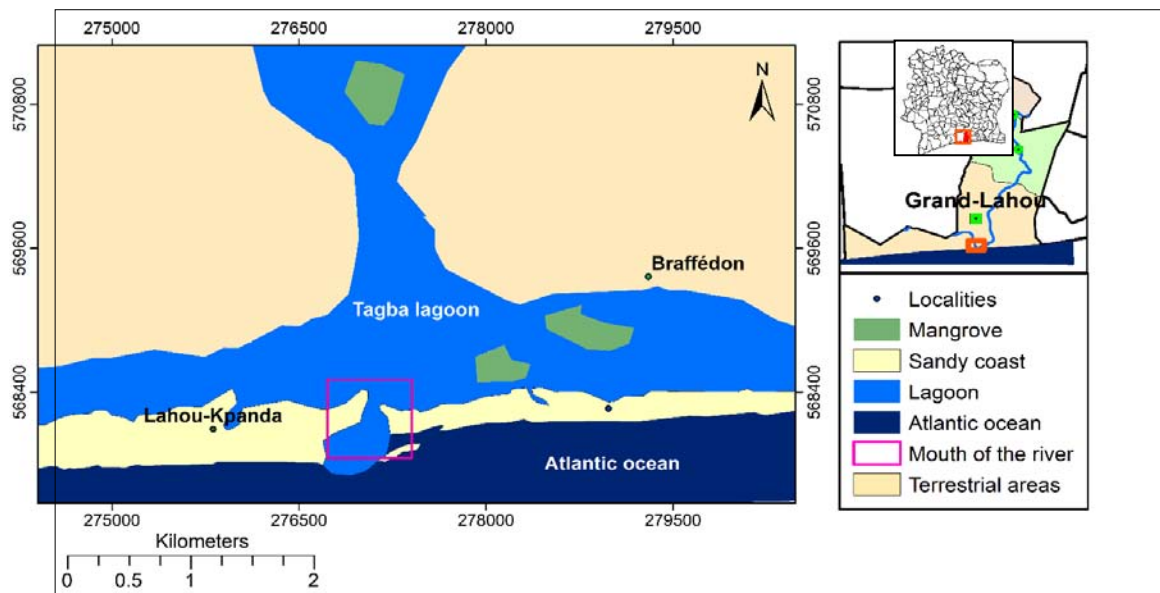 275000 276500 278000 279500
570800
569600
568400
N
Braffédon
Tagba lagoon
Lahou-Kpanda
Atlantic ocean
570800
569600
568400
275000 276500 278000 279500
Kilometers
0 0.5 1 2
Grand-Lahou
Localities
Mangrove
Sandy coast
Lagoon
Atlantic ocean
Mouth of the river
Terrestrial areas